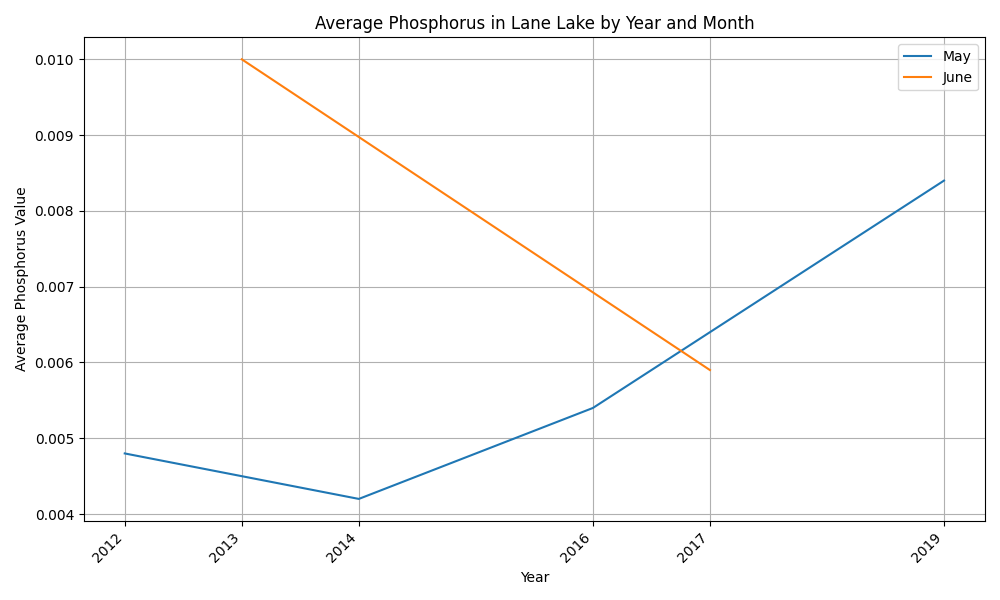 Average Phosphorus in Lane Lake by Year and Month
May
June
Average Phosphorus Value
0.010
0.009
0.008
0.007
0.006
0.005
0.004
2012
2013
2014
2016
2017
2019
Year